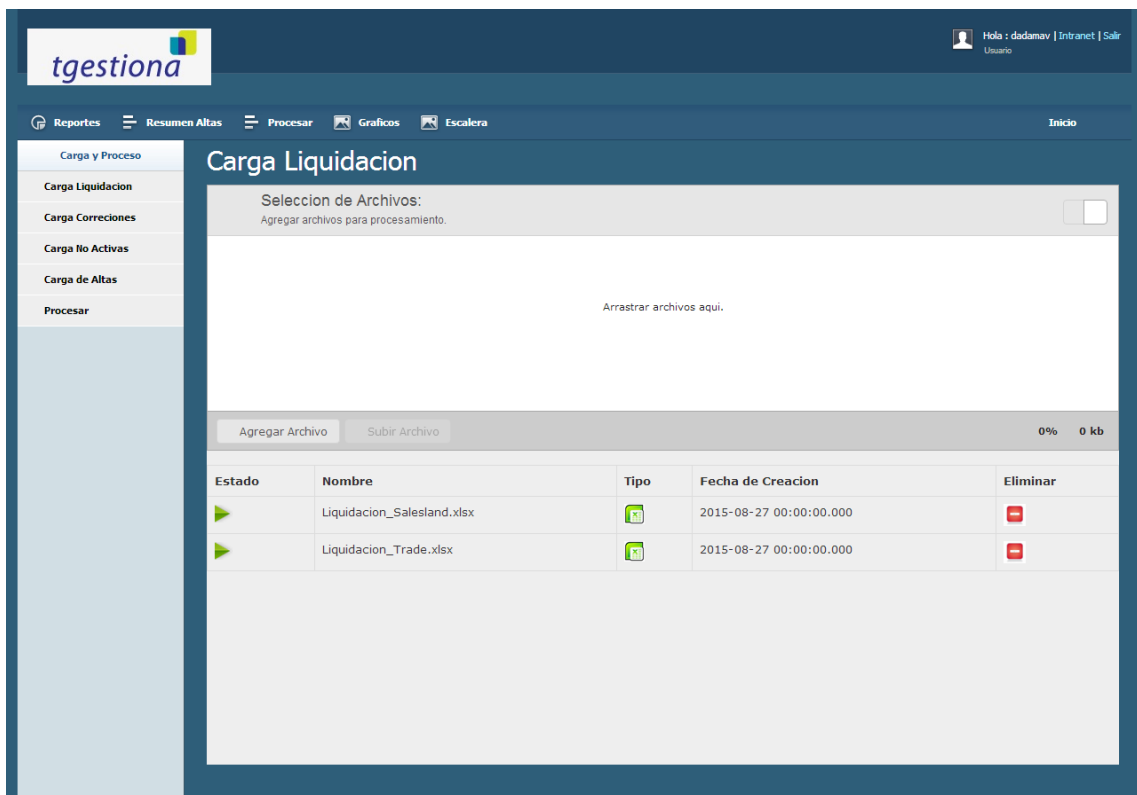 tgestiona
Hola : dadamav | Intranet | Salir
Usuario
Reportes Resumen Altas Procesar Graficos Escalera Inicio
Carga y Proceso
Carga Liquidacion
Carga Correciones
Carga No Activas
Carga de Altas
Procesar
Carga Liquidacion
Seleccion de Archivos:
Agregar archivos para procesamiento.
Arrastrar archivos aqui.
Agregar Archivo Subir Archivo 0% 0 kb
Estado Nombre Tipo Fecha de Creacion Eliminar
Liquidacion_Salesland.xlsx 2015-08-27 00:00:00.000
Liquidacion_Trade.xlsx 2015-08-27 00:00:00.000